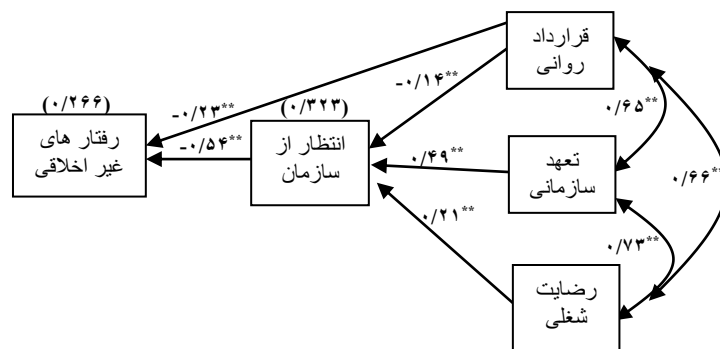 قرارداد
روانی
(۰/۲۶۶)
(۰/۳۲۳)
-۰/۲۳**
-۰/۱۴**
۰/۶۵**
رفتار های
غیر اخلاقی
-۰/۵۴**
انتظار از
سازمان
۰/۴۹**
تعهد
سازمانی
۰/۶۶**
۰/۲۱**
۰/۷۳**
رضایت
شغلی